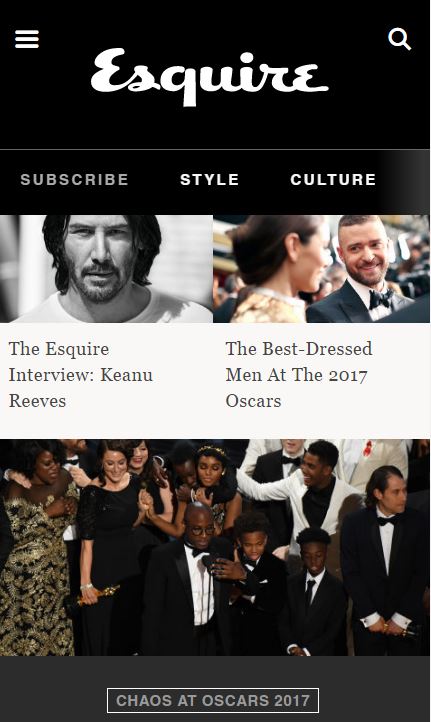 Esquire
SUBSCRIBE STYLE CULTURE
The Esquire
Interview: Keanu
Reeves
The Best-Dressed
Men At The 2017
Oscars
CHAOS AT OSCARS 2017